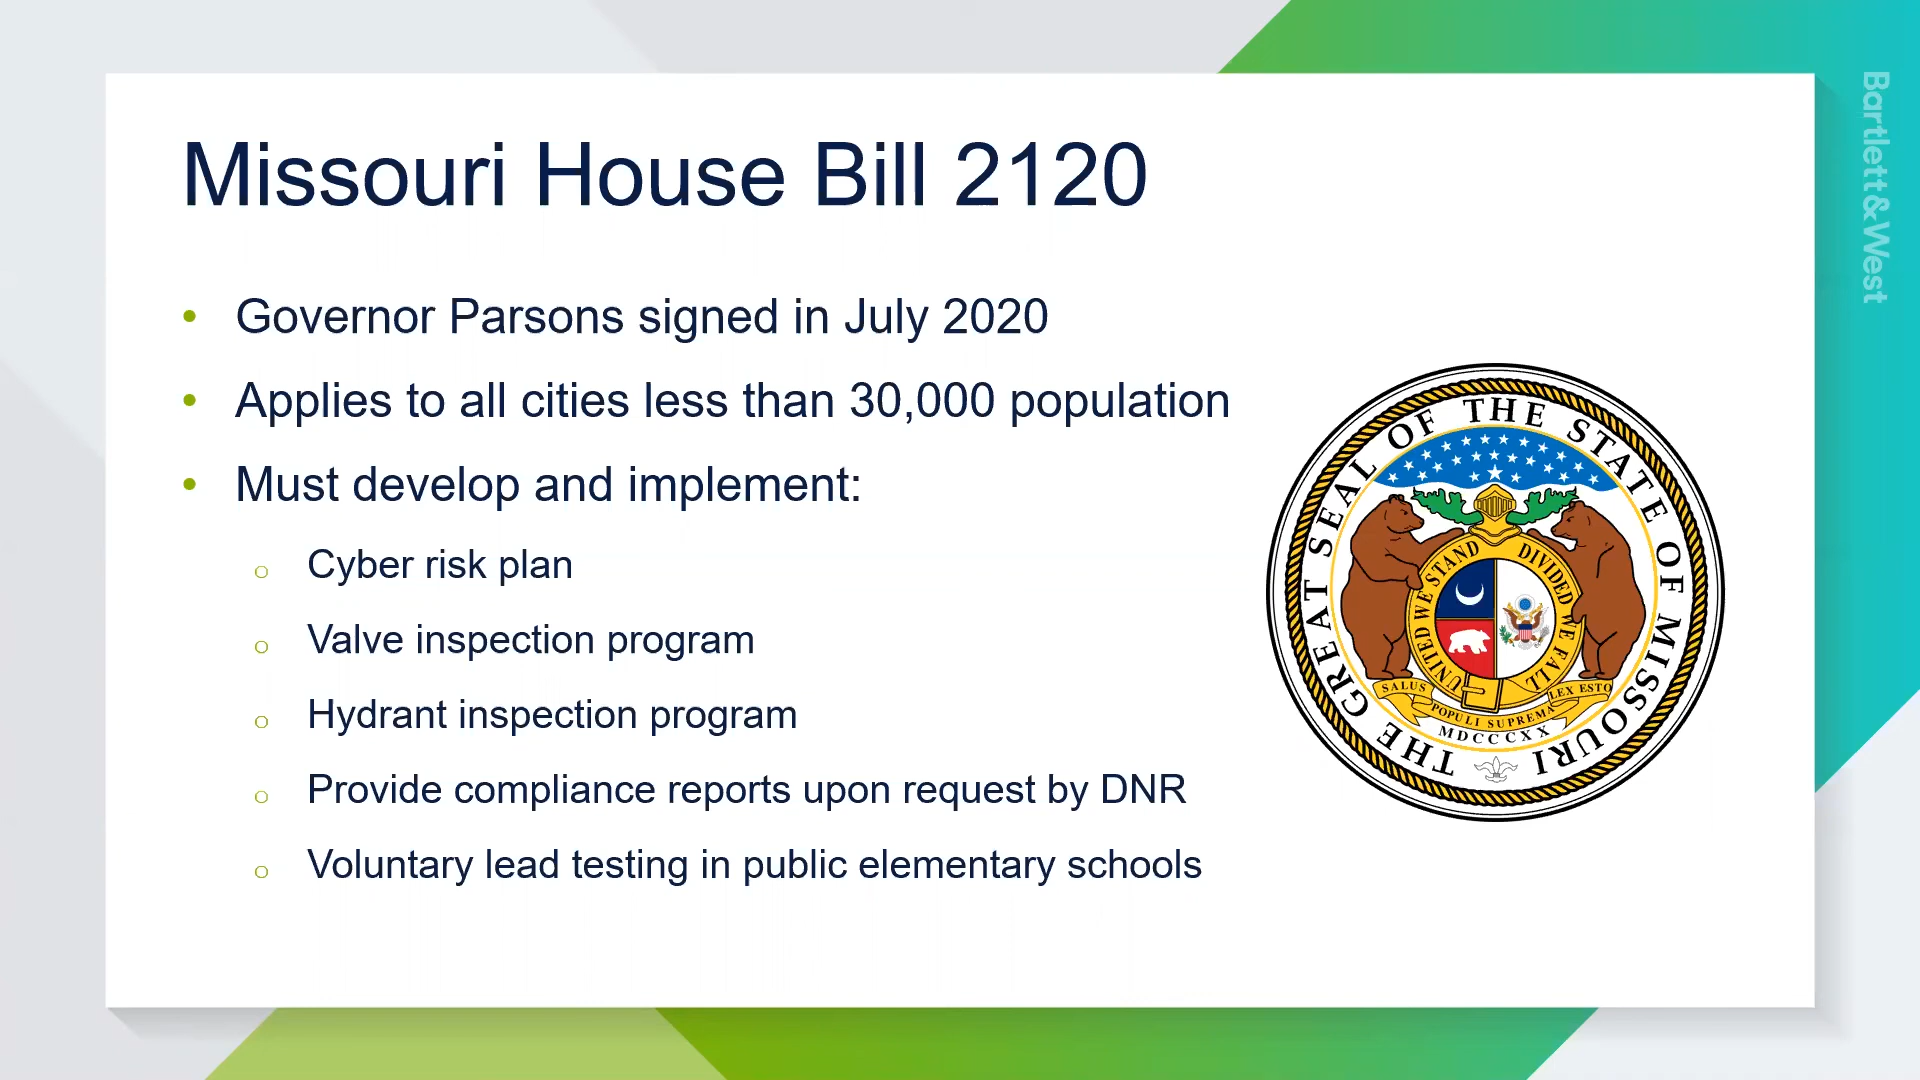 Missouri House Bill 2120
• Governor Parsons signed in July 2020
• Applies to all cities less than 30,000 population
• Must develop and implement:
o Cyber risk plan
o Valve inspection program
o Hydrant inspection program
o Provide compliance reports upon request by DNR
o Voluntary lead testing in public elementary schools
THE GREAT SEAL OF THE STATE OF MISSOURI
UNITED WE STAND DIVIDED WE FALL
SALUS POPULI SUPREMA LEX ESTO
MDCCCXX
Bartlett&West